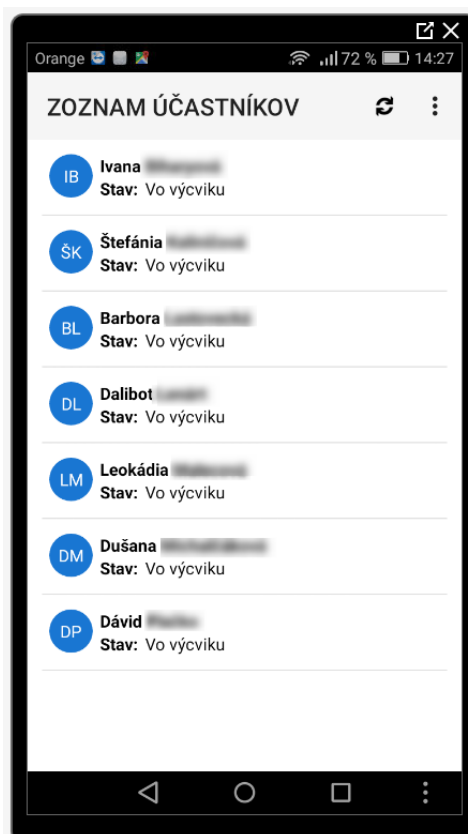 Orange 72 % 14:27
ZOZNAM ÚČASTNÍKOV
IB Ivana
Stav: Vo výcviku
ŠK Štefánia
Stav: Vo výcviku
BL Barbora
Stav: Vo výcviku
DL Dalibot
Stav: Vo výcviku
LM Leokádia
Stav: Vo výcviku
DM Dušana
Stav: Vo výcviku
DP Dávid
Stav: Vo výcviku